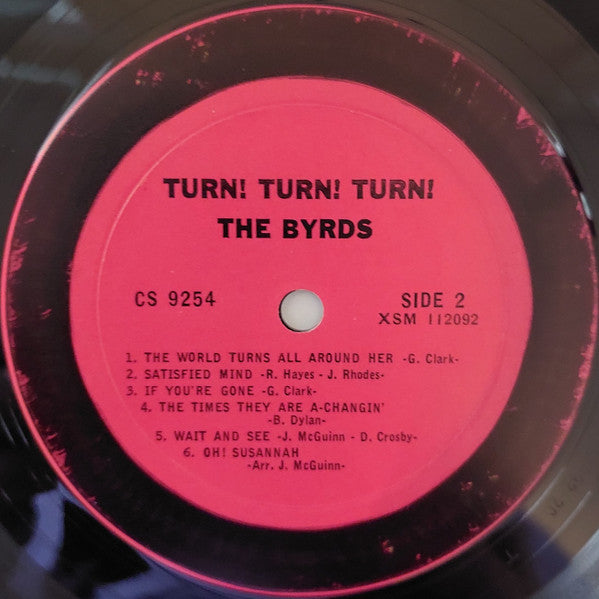 TURN! TURN! TURN!
THE BYRDS
CS 9254
SIDE 2
XSM 112092
1. THE WORLD TURNS ALL AROUND HER -G. Clark-
2. SATISFIED MIND -R. Hayes - J. Rhodes-
3. IF YOU'RE GONE -G. Clark-
4. THE TIMES THEY ARE A-CHANGIN'
-B. Dylan-
5. WAIT AND SEE -J. McGuinn - D. Crosby-
6. OH! SUSANNAH
-Arr. J. McGuinn-